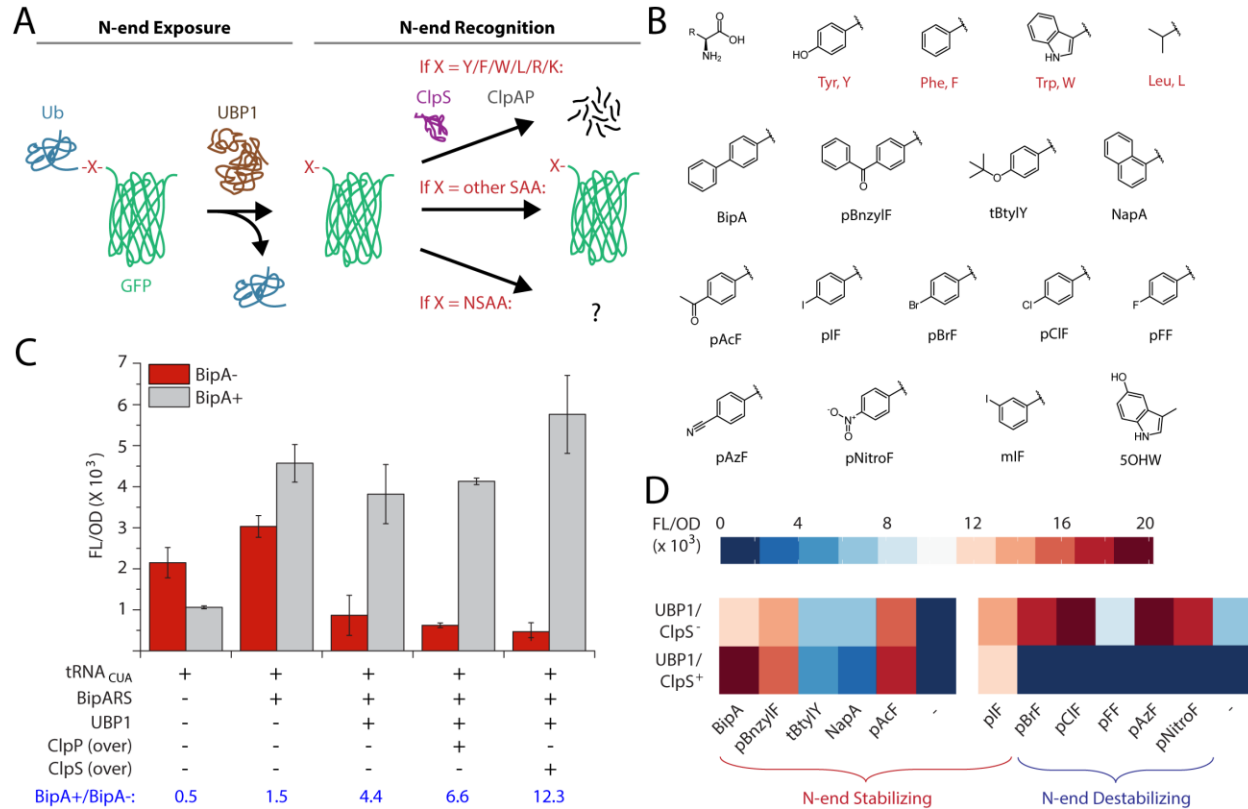 A
N-end Exposure
N-end Recognition
If X = Y/F/W/L/R/K:
Ub
UBP1
ClpS
ClpAP
-X-
X-
X-
If X = other SAA:
GFP
If X = NSAA:
?
B
R
O
OH
NH₂
HO
Tyr, Y
Phe, F
HN
Trp, W
Leu, L
BipA
O
pBnzylF
O
tBtylY
NapA
O
pAcF
I
pIF
Br
pBrF
Cl
pClF
F
pFF
N
pAzF
⁻O
N⁺
O
pNitroF
I
mIF
HO
HN
5OHW
C
FL/OD (X 10³)
7
6
5
4
3
2
1
BipA-
BipA+
tRNA CUA + + + + +
BipARS - + + + +
UBP1 - - + + +
ClpP (over) - - - + -
ClpS (over) - - - - +
BipA+/BipA-: 0.5 1.5 4.4 6.6 12.3
D
FL/OD
(x 10³)
0 4 8 12 16 20
UBP1/
ClpS⁻
UBP1/
ClpS⁺
BipA
pBnzylF
tBtylY
NapA
pAcF
-
pIF
pBrF
pClF
pFF
pAzF
pNitroF
-
N-end Stabilizing
N-end Destabilizing